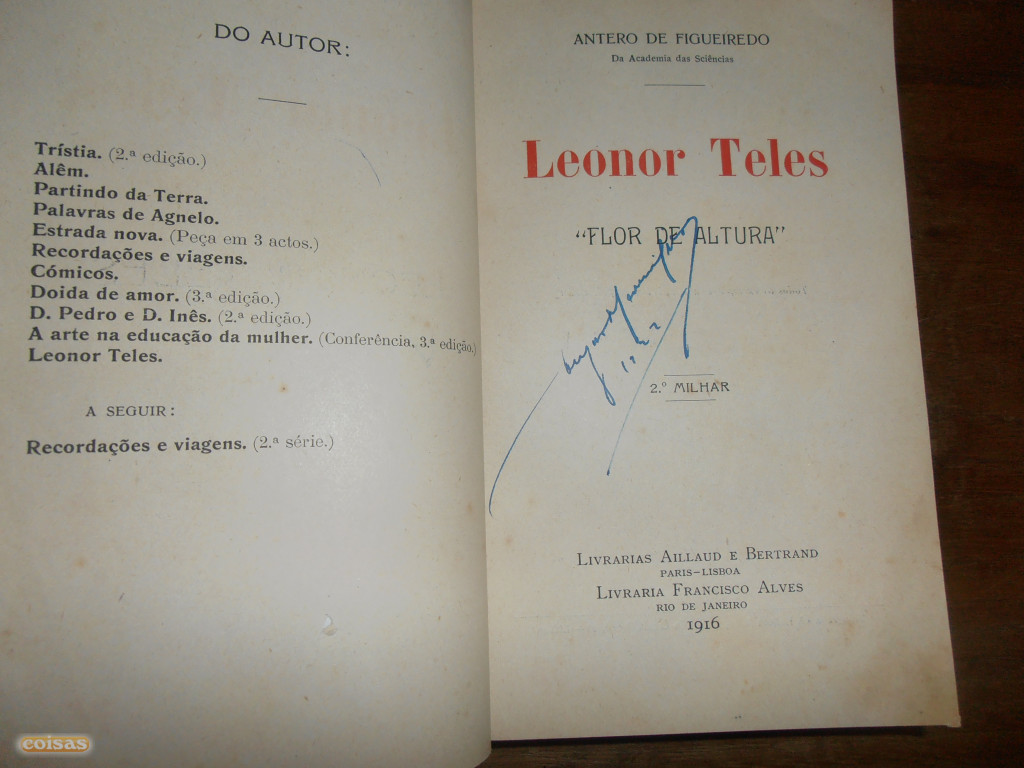 DO AUTOR:
Trístia. (2.ª edição.)
Alêm.
Partindo da Terra.
Palavras de Agnelo.
Estrada nova. (Peça em 3 actos.)
Recordações e viagens.
Cómicos.
Doida de amor. (3.ª edição.)
D. Pedro e D. Inês. (2.ª edição.)
A arte na educação da mulher. (Conferência, 3.ª edição.)
Leonor Teles.
A SEGUIR:
Recordações e viagens. (2.ª série.)
ANTERO DE FIGUEIREDO
Da Academia das Sciências
Leonor Teles
"FLOR DE ALTURA"
2.º MILHAR
LIVRARIAS AILLAUD E BERTRAND
PARIS-LISBOA
LIVRARIA FRANCISCO ALVES
RIO DE JANEIRO
1916
coisas